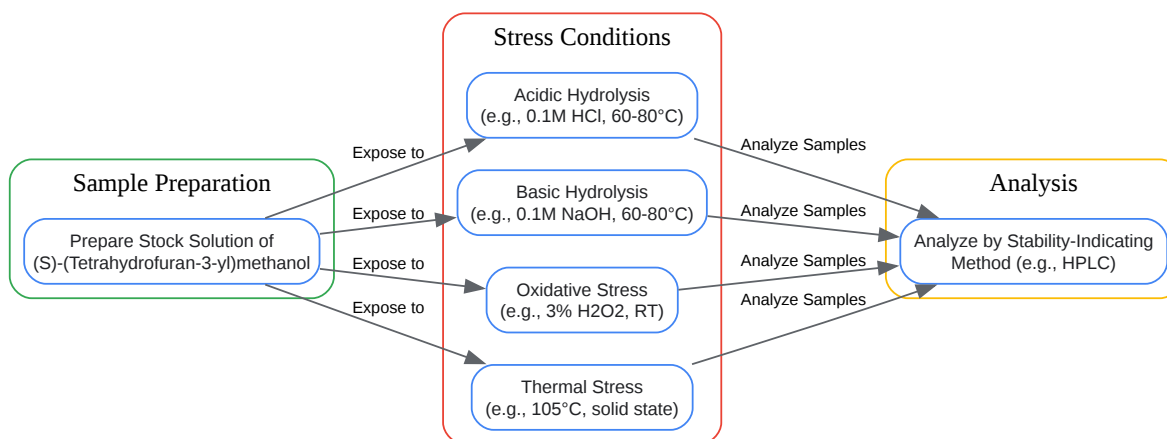 Stress Conditions
Acidic Hydrolysis
(e.g., 0.1M HCl, 60-80°C)
Expose to
Analyze Samples
Sample Preparation
Basic Hydrolysis
(e.g., 0.1M NaOH, 60-80°C)
Analysis
Expose to
Analyze Samples
Prepare Stock Solution of
(S)-(Tetrahydrofuran-3-yl)methanol
Analyze by Stability-Indicating
Method (e.g., HPLC)
Expose to
Analyze Samples
Oxidative Stress
(e.g., 3% H2O2, RT)
Expose to
Analyze Samples
Thermal Stress
(e.g., 105°C, solid state)